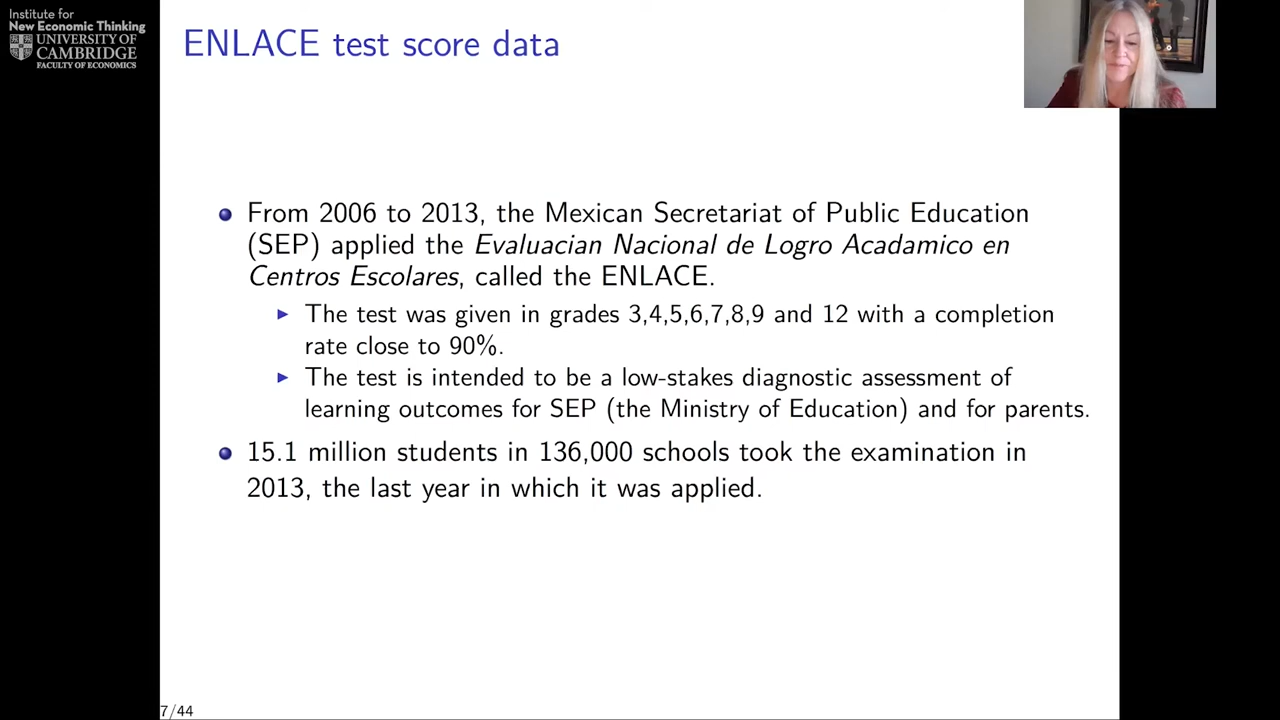 Institute for
New Economic Thinking
UNIVERSITY OF
CAMBRIDGE
FACULTY OF ECONOMICS
ENLACE test score data
From 2006 to 2013, the Mexican Secretariat of Public Education
(SEP) applied the Evaluacian Nacional de Logro Acadamico en
Centros Escolares, called the ENLACE.
The test was given in grades 3,4,5,6,7,8,9 and 12 with a completion
rate close to 90%.
The test is intended to be a low-stakes diagnostic assessment of
learning outcomes for SEP (the Ministry of Education) and for parents.
15.1 million students in 136,000 schools took the examination in
2013, the last year in which it was applied.
7/44